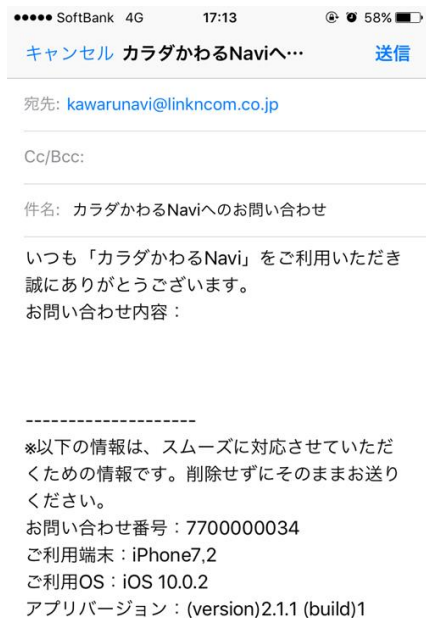 ●●●●● SoftBank 4G 17:13 58%
キャンセル カラダかわるNaviへ… 送信
宛先: kawarunavi@linkncom.co.jp
Cc/Bcc:
件名: カラダかわるNaviへのお問い合わせ
いつも「カラダかわるNavi」をご利用いただき
誠にありがとうございます。
お問い合わせ内容：
--------------------
※以下の情報は、スムーズに対応させていただ
くための情報です。削除せずにそのままお送り
ください。
お問い合わせ番号：7700000034
ご利用端末：iPhone7,2
ご利用OS：iOS 10.0.2
アプリバージョン：(version)2.1.1 (build)1